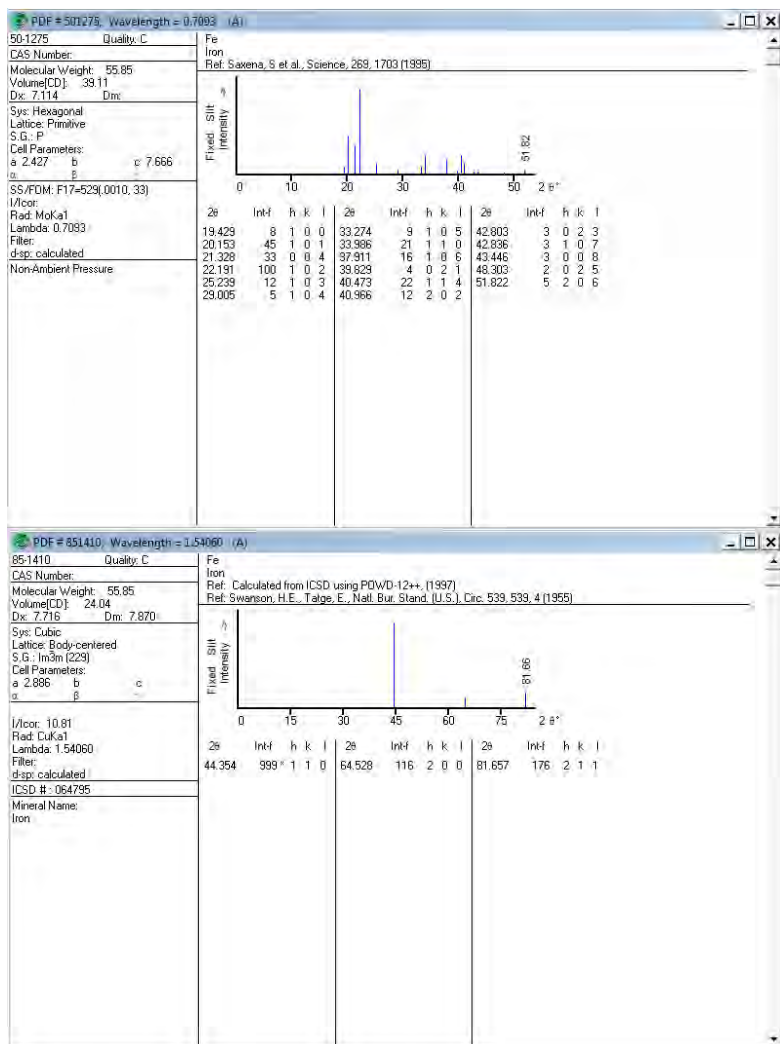 PDF # 501275, Wavelength = 0.7093 (A)
50-1275 Quality: C
CAS Number:
Molecular Weight: 55.85
Volume[CD]: 39.11
Dx: 7.114 Dm:
Sys: Hexagonal
Lattice: Primitive
S.G.: P
Cell Parameters:
a 2.427 b c 7.666
α β
SS/FOM: F17=529(.0010, 33)
I/Icor:
Rad: MoKa1
Lambda: 0.7093
Filter:
d-sp: calculated
Non-Ambient Pressure
Fe
Iron
Ref: Saxena, S et al., Science, 269, 1703 (1995)
Fixed Slit
Intensity
51.82
0 10 20 30 40 50 2 θ°
2θ Int-f h k l 2θ Int-f h k l 2θ Int-f h k l
19.429 8 1 0 0 33.274 9 1 0 5 42.803 3 0 2 3
20.153 45 1 0 1 33.986 21 1 1 0 42.836 3 1 0 7
21.328 33 0 0 4 37.911 16 1 0 6 43.446 3 0 0 8
22.191 100 1 0 2 39.829 4 0 2 1 48.303 2 0 2 5
25.239 12 1 0 3 40.473 22 1 1 4 51.822 5 2 0 6
29.005 5 1 0 4 40.966 12 2 0 2
PDF # 851410, Wavelength = 1.54060 (A)
85-1410 Quality: C
CAS Number:
Molecular Weight: 55.85
Volume[CD]: 24.04
Dx: 7.716 Dm: 7.870
Sys: Cubic
Lattice: Body-centered
S.G.: Im3m (229)
Cell Parameters:
a 2.886 b c
α β
I/Icor: 10.81
Rad: CuKa1
Lambda: 1.54060
Filter:
d-sp: calculated
ICSD # : 064795
Mineral Name:
Iron
Fe
Iron
Ref: Calculated from ICSD using POWD-12++, (1997)
Ref: Swanson, H.E., Tatge, E., Natl. Bur. Stand. (U.S.), Circ. 539, 539, 4 (1955)
Fixed Slit
Intensity
81.66
0 15 30 45 60 75 2 θ°
2θ Int-f h k l 2θ Int-f h k l 2θ Int-f h k l
44.354 999 * 1 1 0 64.528 116 2 0 0 81.657 176 2 1 1